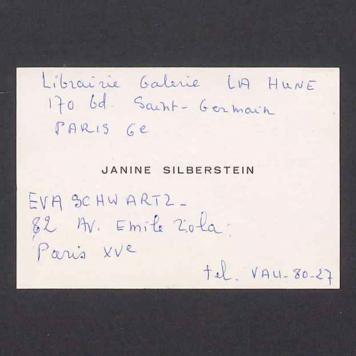 Librairie Galerie LA HUNE
170 Bd. Saint-Germain
PARIS 6e
JANINE SILBERSTEIN
EVA SCHWARTZ -
82 Av. Emile Zola.
Paris XVe
tel. VAU-80-27